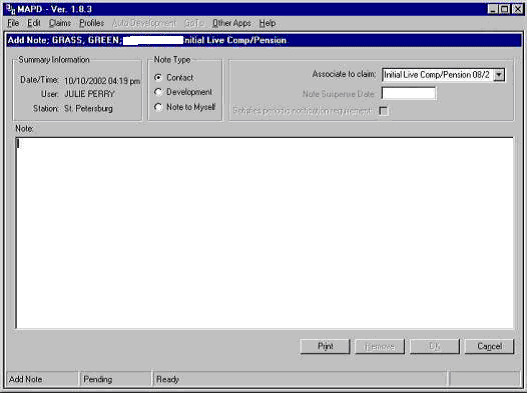 MAPD - Ver. 1.8.3
File Edit Claims Profiles Auto Development GoTo Other Apps Help
Add Note; GRASS, GREEN; Initial Live Comp/Pension
Summary Information
Date/Time: 10/10/2002 04:19 pm
User: JULIE PERRY
Station: St. Petersburg
Note Type
Contact
Development
Note to Myself
Associate to claim: Initial Live Comp/Pension 08/2
Note Suspense Date:
Satisfies periodic notification requirement:
Note:
Print Remove OK Cancel
Add Note Pending Ready